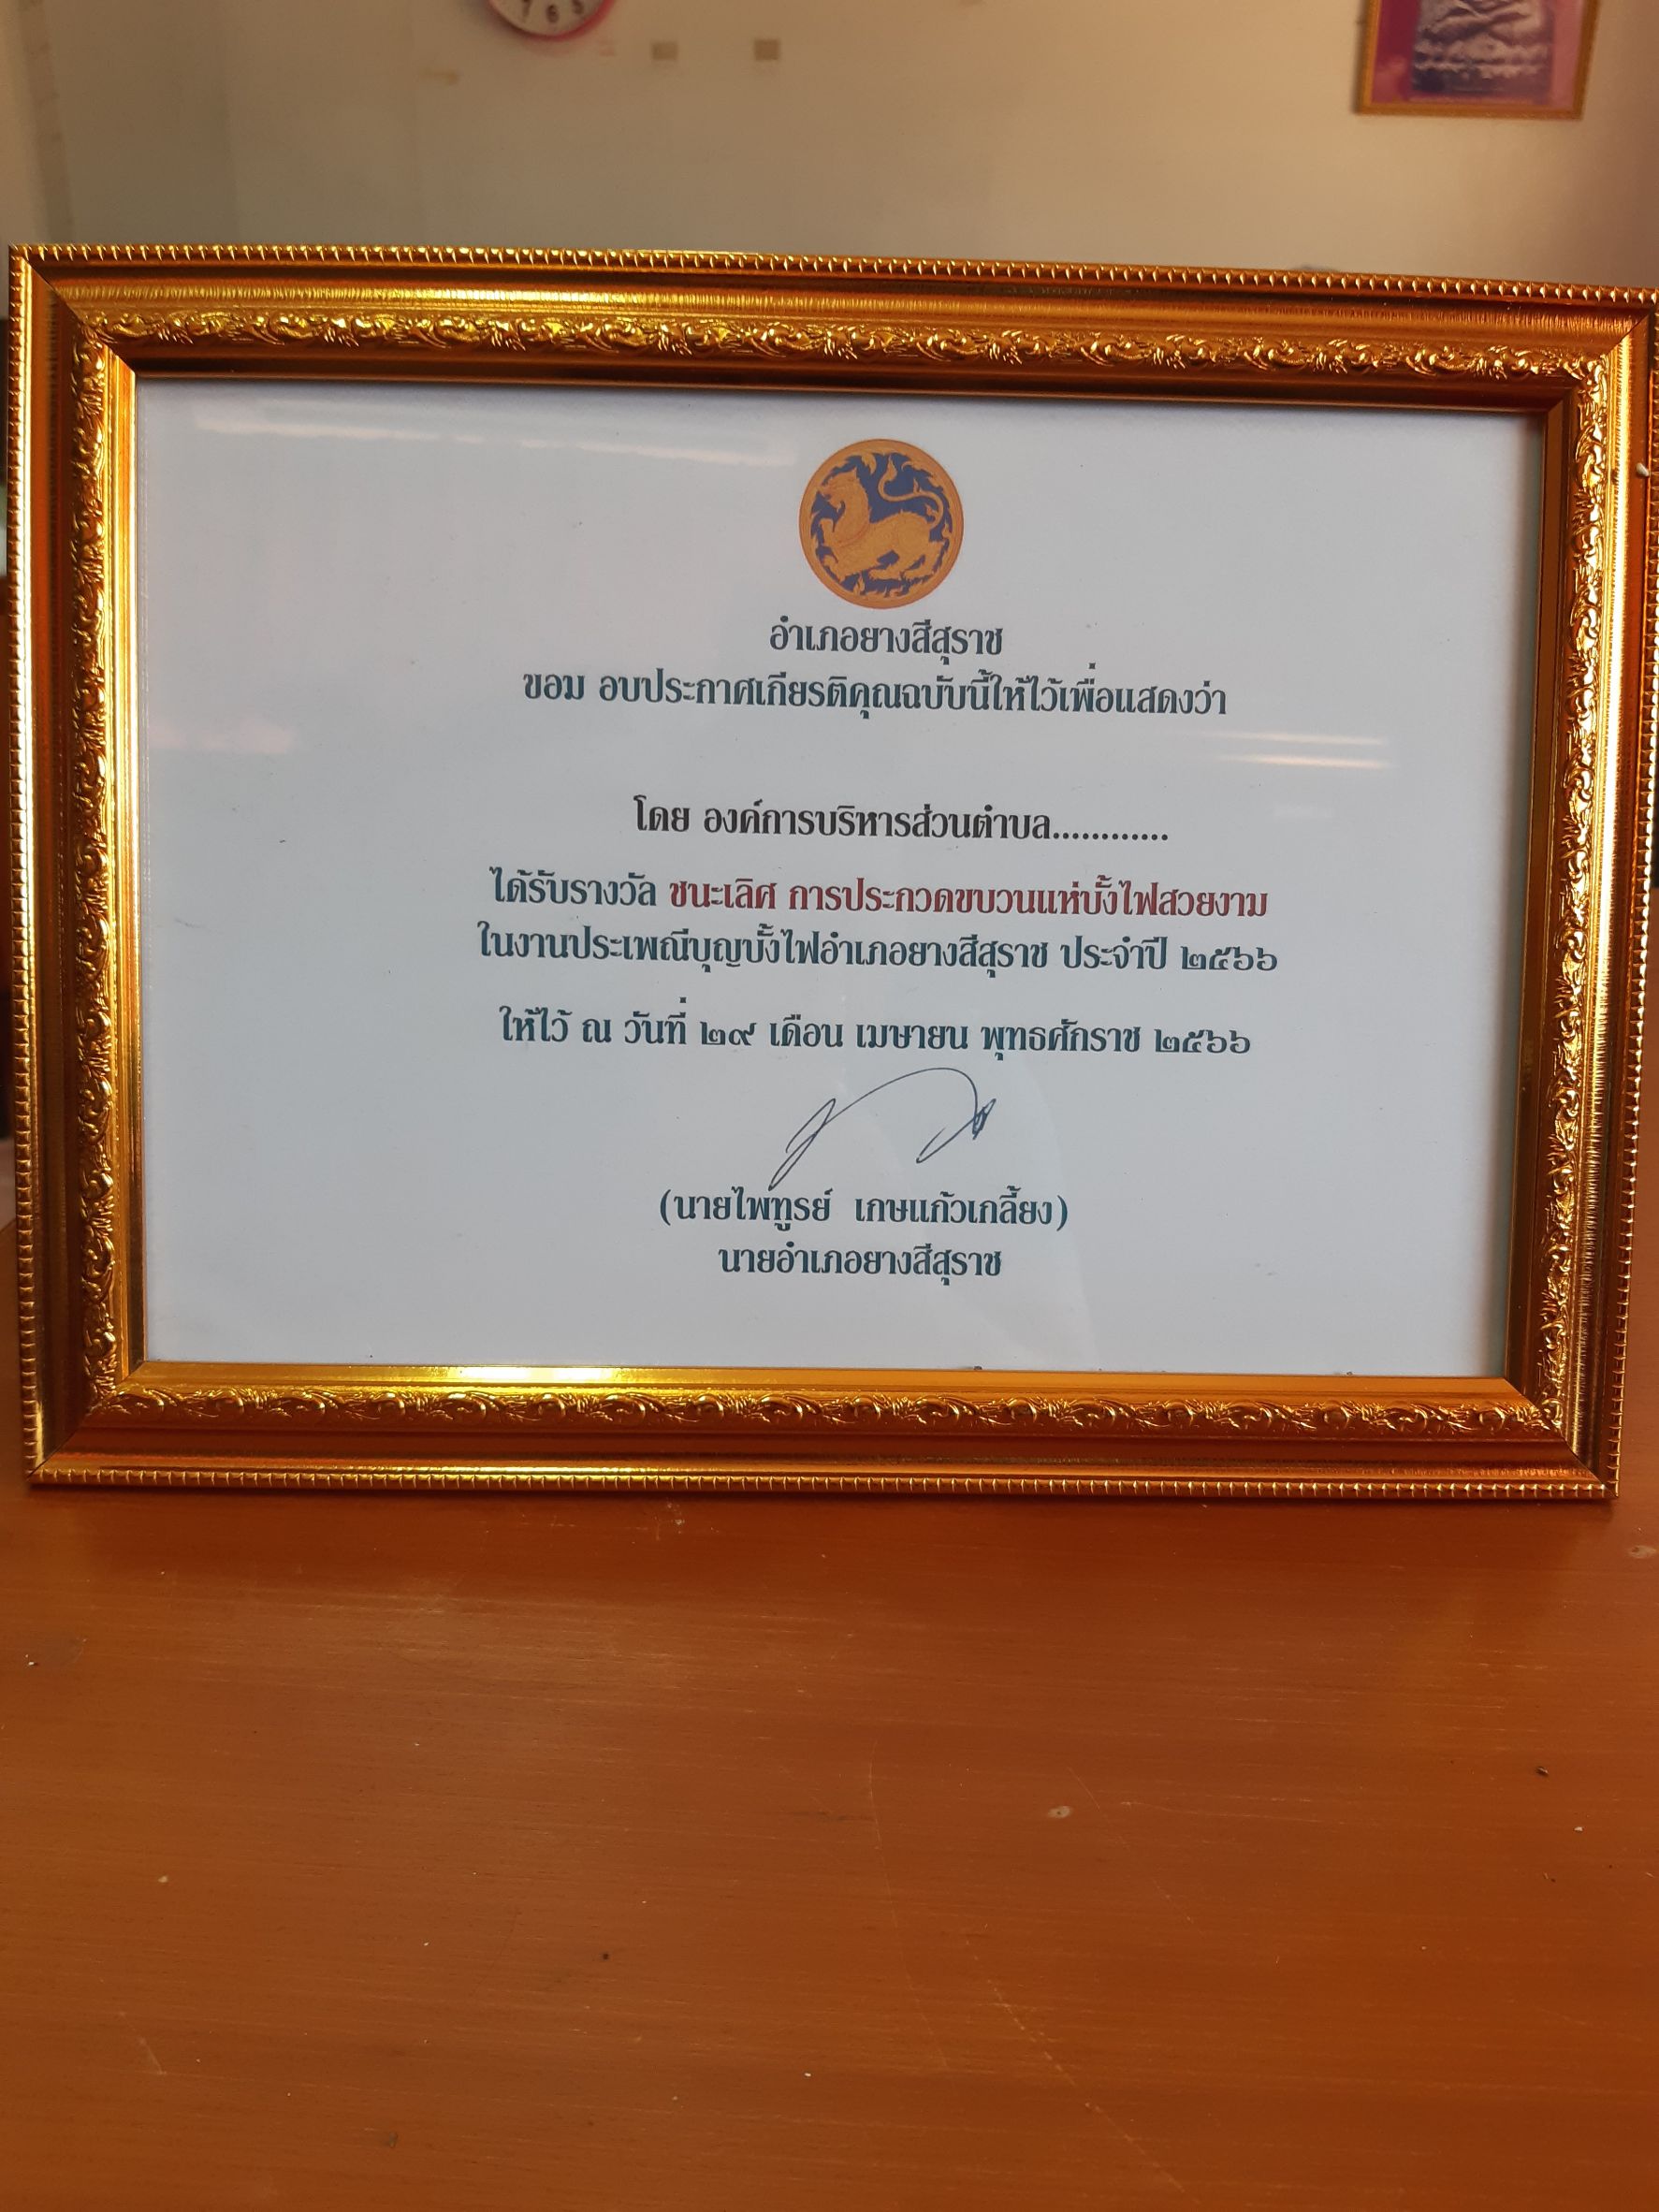 7 6 5
อำเภอยางสีสุราช
ขอม อบประกาศเกียรติคุณฉบับนี้ให้ไว้เพื่อแสดงว่า
โดย องค์การบริหารส่วนตำบล............
ได้รับรางวัล ชนะเลิศ การประกวดขบวนแห่บั้งไฟสวยงาม
ในงานประเพณีบุญบั้งไฟอำเภอยางสีสุราช ประจำปี ๒๕๖๖
ให้ไว้ ณ วันที่ ๒๙ เดือน เมษายน พุทธศักราช ๒๕๖๖
(นายไพฑูรย์ เกษแก้วเกลี้ยง)
นายอำเภอยางสีสุราช